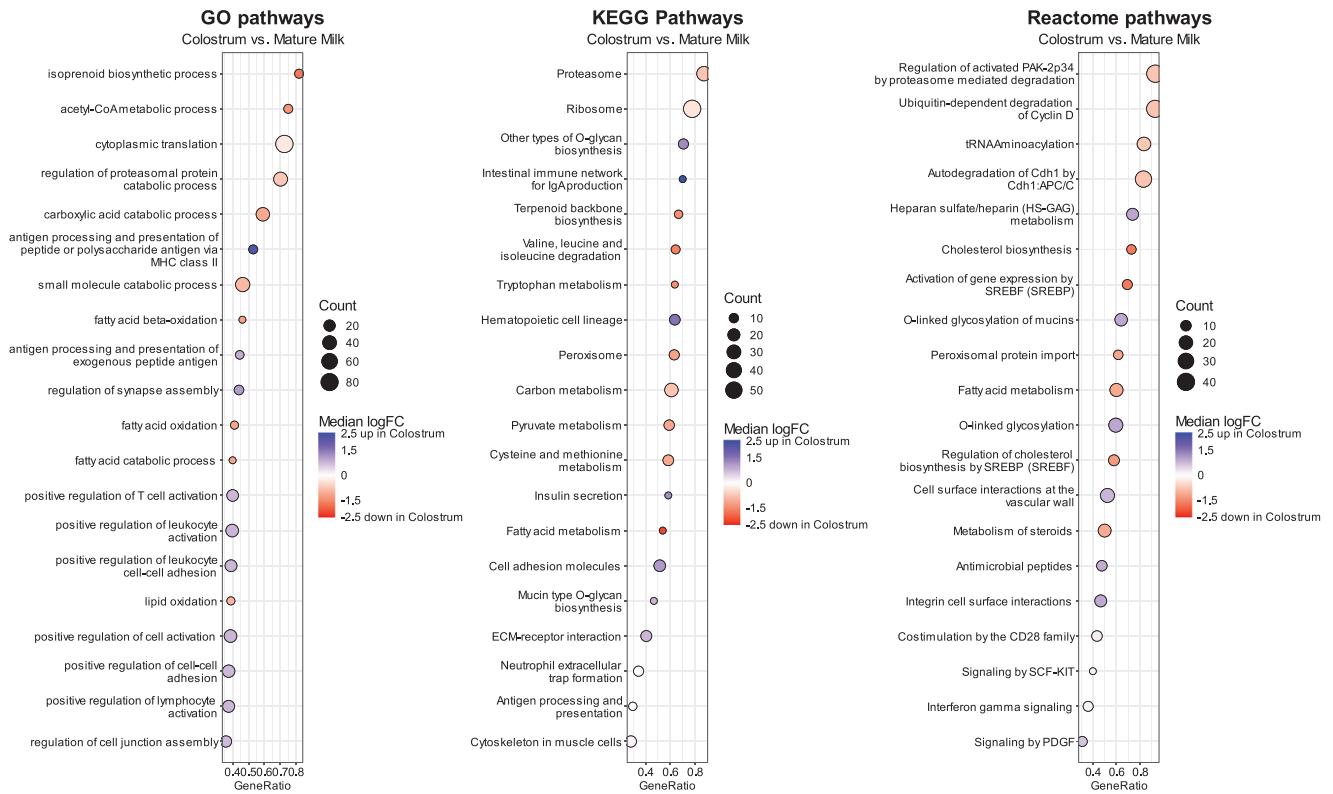 GO pathways
Colostrum vs. Mature Milk
isoprenoid biosynthetic process
acetyl-CoAmetabolic process
cytoplasmic translation
regulation of proteasomal protein
catabolic process
carboxylic acid catabolic process
antigen processing and presentation of
peptide or polysaccharide antigen via
MHC class II
small molecule catabolic process
fatty acid beta-oxidation
antigen processing and presentation of
exogenous peptide antigen
regulation of synapse assembly
fatty acid oxidation
fatty acid catabolic process
positive regulation of T cell activation
positive regulation of leukocyte
activation
positive regulation of leukocyte
cell-cell adhesion
lipid oxidation
positive regulation of cell activation
positive regulation of cell-cell
adhesion
positive regulation of lymphocyte
activation
regulation of cell junction assembly
0.4 0.5 0.6 0.7 0.8
GeneRatio
Count
20
40
60
80
Median logFC
2.5 up in Colostrum
1.5
0
-1.5
-2.5 down in Colostrum
KEGG Pathways
Colostrum vs. Mature Milk
Proteasome
Ribosome
Other types of O-glycan
biosynthesis
Intestinal immune network
for IgAproduction
Terpenoid backbone
biosynthesis
Valine, leucine and
isoleucine degradation
Tryptophan metabolism
Hematopoietic cell lineage
Peroxisome
Carbon metabolism
Pyruvate metabolism
Cysteine and methionine
metabolism
Insulin secretion
Fatty acid metabolism
Cell adhesion molecules
Mucin type O-glycan
biosynthesis
ECM-receptor interaction
Neutrophil extracellular
trap formation
Antigen processing and
presentation
Cytoskeleton in muscle cells
0.4 0.6 0.8
GeneRatio
Count
10
20
30
40
50
Median logFC
2.5 up in Colostrum
1.5
0
-1.5
-2.5 down in Colostrum
Reactome pathways
Colostrum vs. Mature Milk
Regulation of activated PAK-2p34
by proteasome mediated degradation
Ubiquitin-dependent degradation
of Cyclin D
tRNAAminoacylation
Autodegradation of Cdh1 by
Cdh1:APC/C
Heparan sulfate/heparin (HS-GAG)
metabolism
Cholesterol biosynthesis
Activation of gene expression by
SREBF (SREBP)
O-linked glycosylation of mucins
Peroxisomal protein import
Fatty acid metabolism
O-linked glycosylation
Regulation of cholesterol
biosynthesis by SREBP (SREBF)
Cell surface interactions at the
vascular wall
Metabolism of steroids
Antimicrobial peptides
Integrin cell surface interactions
Costimulation by the CD28 family
Signaling by SCF-KIT
Interferon gamma signaling
Signaling by PDGF
0.4 0.6 0.8
GeneRatio
Count
10
20
30
40
Median logFC
2.5 up in Colostrum
1.5
0
-1.5
-2.5 down in Colostrum